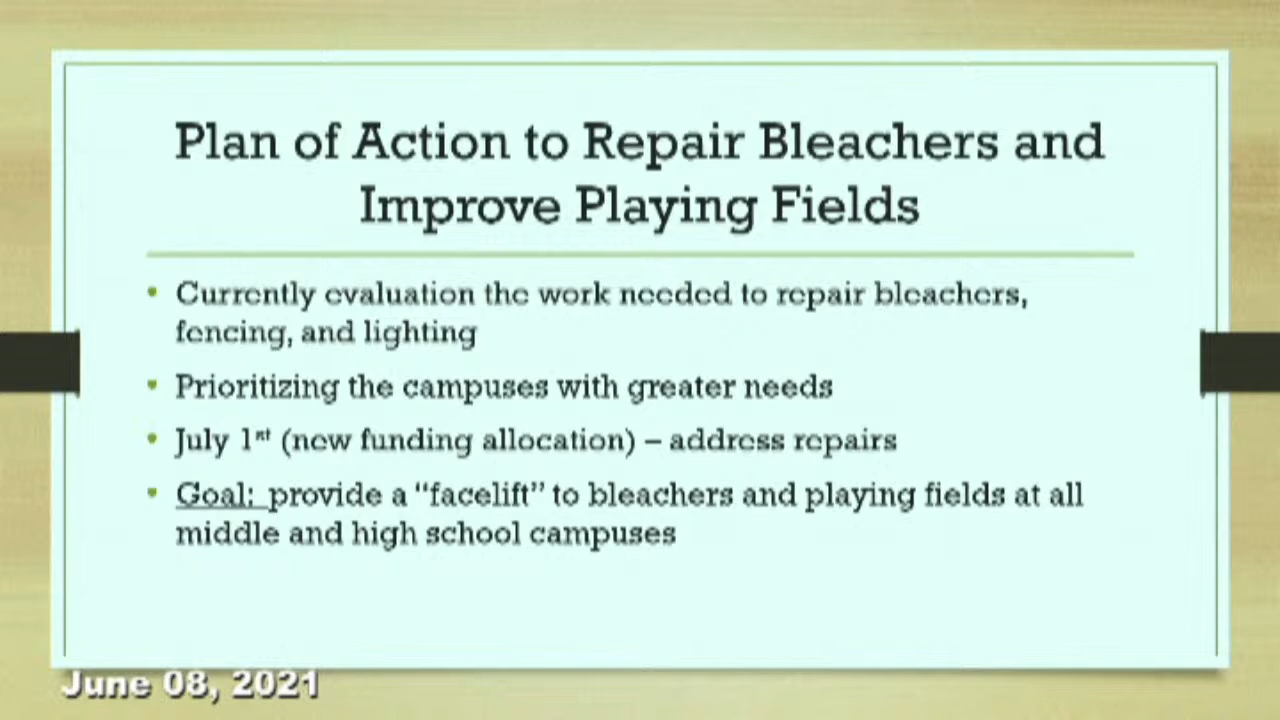 Plan of Action to Repair Bleachers and
Improve Playing Fields
• Currently evaluation the work needed to repair bleachers,
fencing, and lighting
• Prioritizing the campuses with greater needs
• July 1st (new funding allocation) – address repairs
• Goal: provide a “facelift” to bleachers and playing fields at all
middle and high school campuses
June 08, 2021